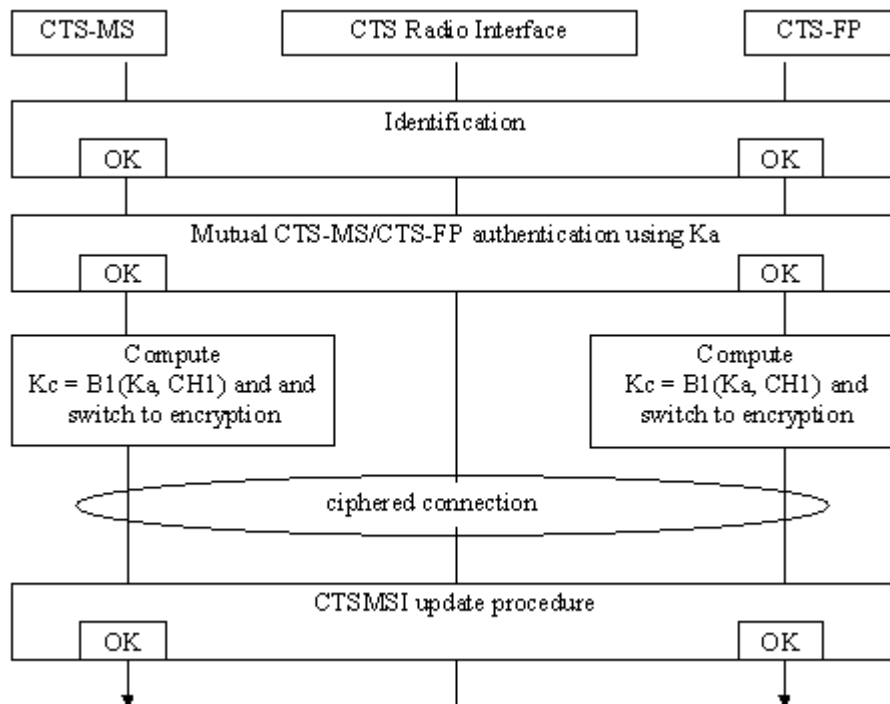 CTS-MS
CTS Radio Interface
CTS-FP
Identification
OK
OK
Mutual CTS-MS/CTS-FP authentication using Ka
OK
OK
Compute
Kc = B1(Ka, CH1) and and
switch to encryption
Compute
Kc = B1(Ka, CH1) and
switch to encryption
ciphered connection
CTSMSI update procedure
OK
OK